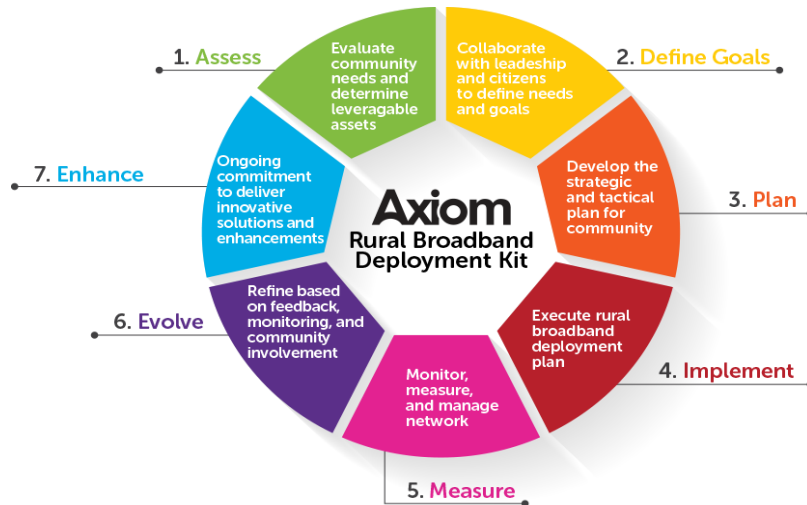 1. Assess
Evaluate
community
needs and
determine
leveragable
assets
2. Define Goals
Collaborate
with leadership
and citizens
to define needs
and goals
3. Plan
Develop the
strategic
and tactical
plan for
community
4. Implement
Execute rural
broadband
deployment
plan
5. Measure
Monitor,
measure,
and manage
network
6. Evolve
Refine based
on feedback,
monitoring, and
community
involvement
7. Enhance
Ongoing
commitment
to deliver
innovative
solutions and
enhancements
Axiom
Rural Broadband
Deployment Kit